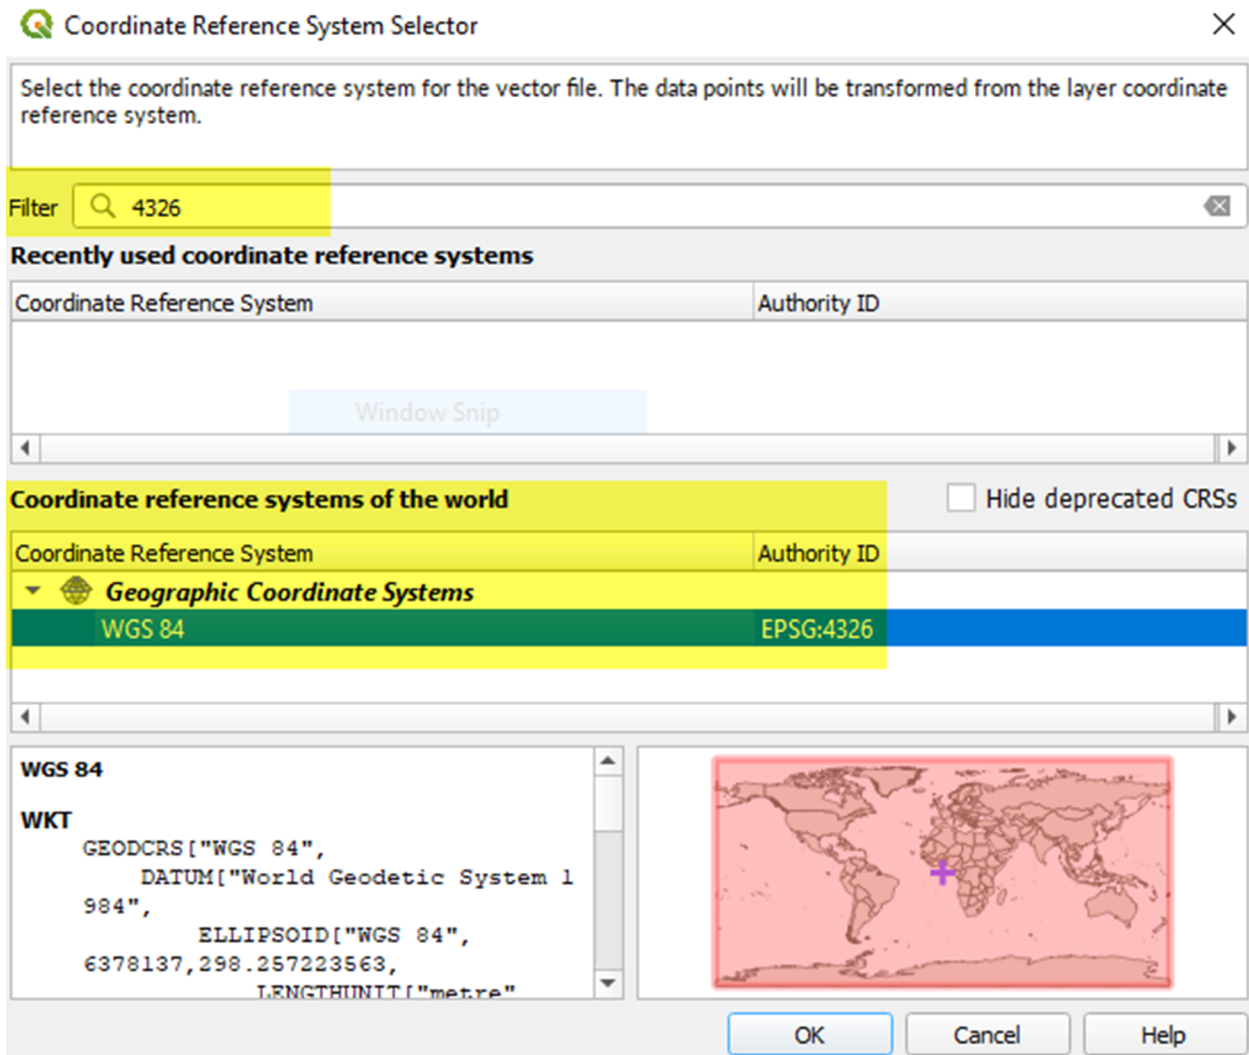 Coordinate Reference System Selector
Select the coordinate reference system for the vector file. The data points will be transformed from the layer coordinate
reference system.
Filter 4326
Recently used coordinate reference systems
Coordinate Reference System Authority ID
Window Snip
Coordinate reference systems of the world Hide deprecated CRSs
Coordinate Reference System Authority ID
Geographic Coordinate Systems
WGS 84 EPSG:4326
WGS 84
WKT
GEODCRS["WGS 84",
DATUM["World Geodetic System 1
984",
ELLIPSOID["WGS 84",
6378137,298.257223563,
LENGTHUNIT["metre"
OK Cancel Help